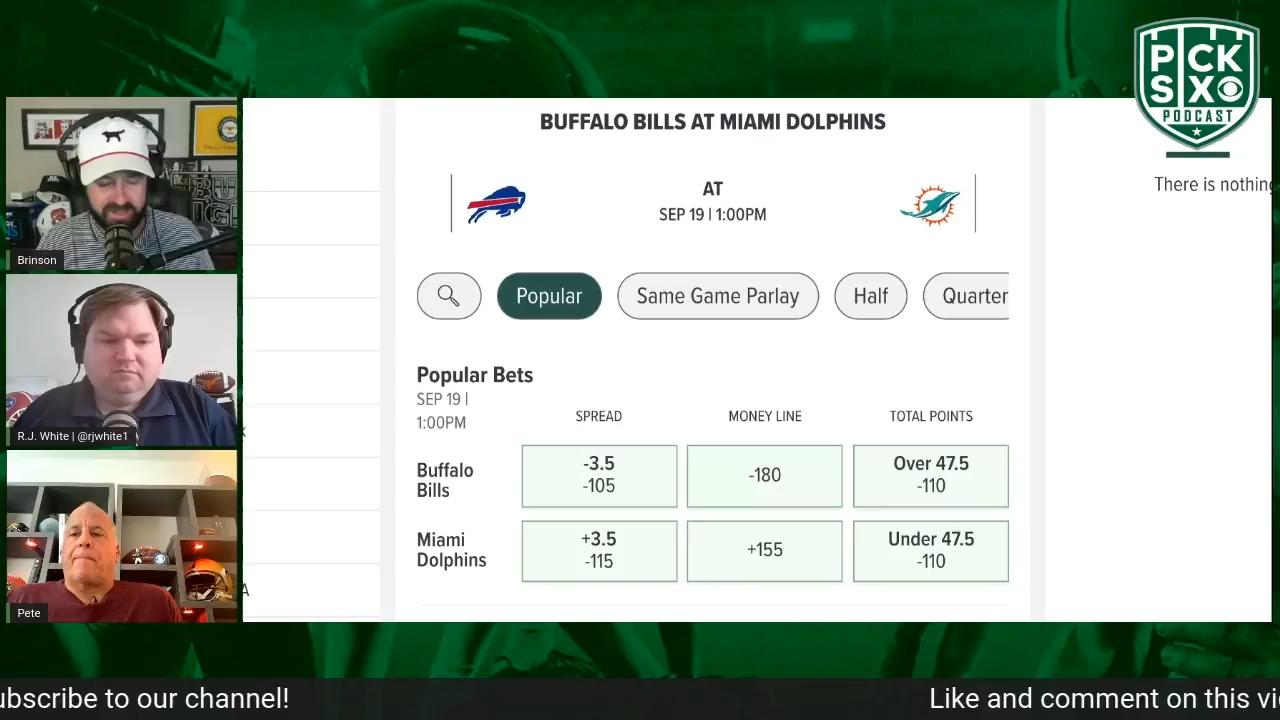 PICK
SIX
PODCAST
BUFFALO BILLS AT MIAMI DOLPHINS
AT
SEP 19 | 1:00PM
There is nothing
Popular
Same Game Parlay
Half
Quarter
Popular Bets
SEP 19 |
1:00PM
SPREAD
MONEY LINE
TOTAL POINTS
Buffalo
Bills
-3.5
-105
-180
Over 47.5
-110
Miami
Dolphins
+3.5
-115
+155
Under 47.5
-110
Brinson
R.J. White | @rjwhite1
Pete
A
ubscribe to our channel!
Like and comment on this vi